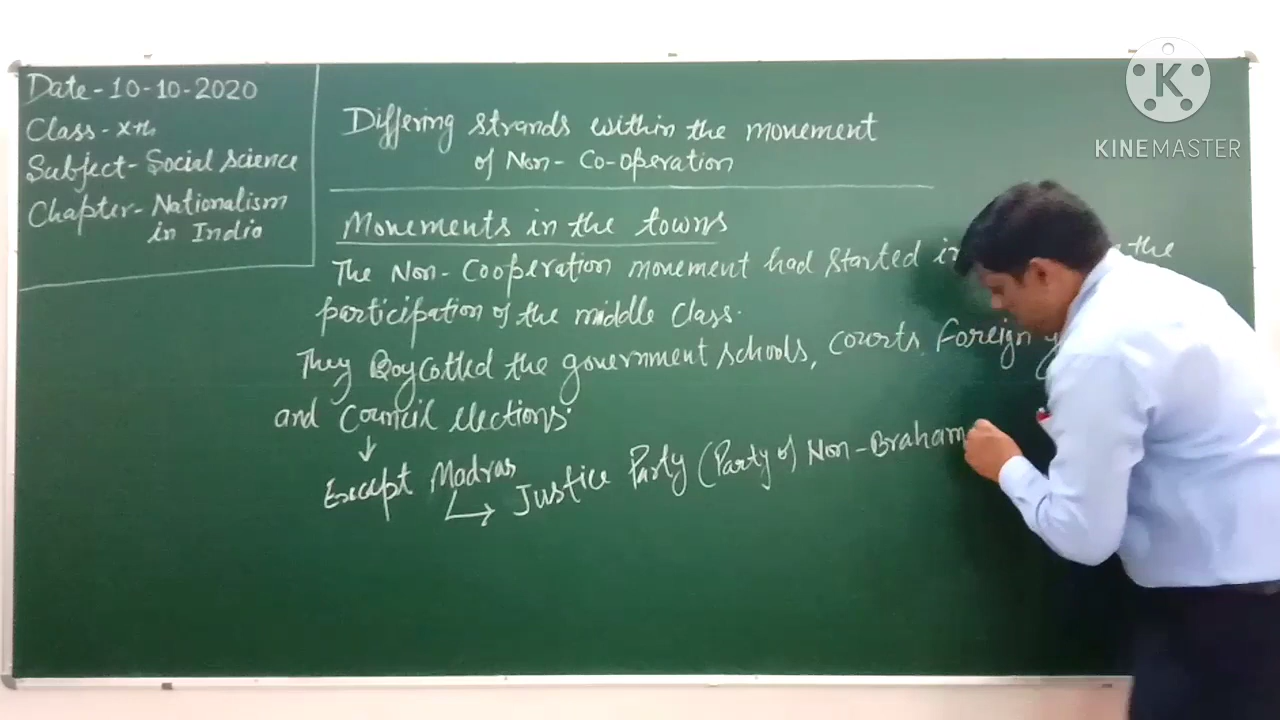 Date-10-10-2020
Class-Xth
Subject-Social science
Chapter-Nationalism
in India
Differing strands within the movement
of Non-Co-operation
Movements in the towns
The Non-Cooperation movement had started in the
participation of the middle class.
They Boycotted the government schools, courts, foreign
and Council elections.
Except Madras
Justice Party (Party of Non-Braham
K
KINEMASTER